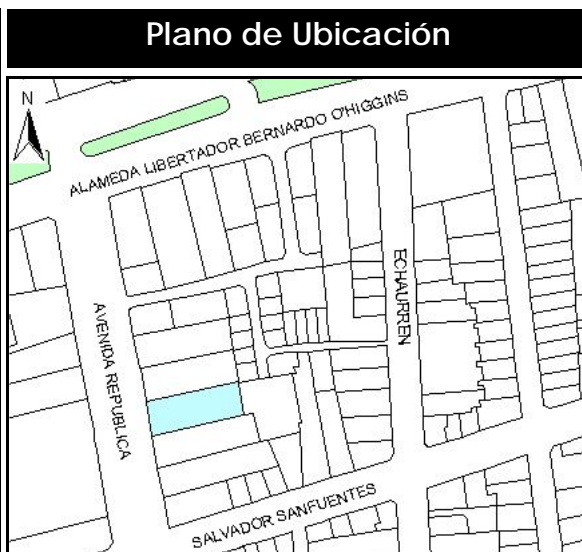 Plano de Ubicación
N
ALAMEDA LIBERTADOR BERNARDO O'HIGGINS
ECHAURREN
AVENIDA REPUBLICA
SALVADOR SANFUENTES